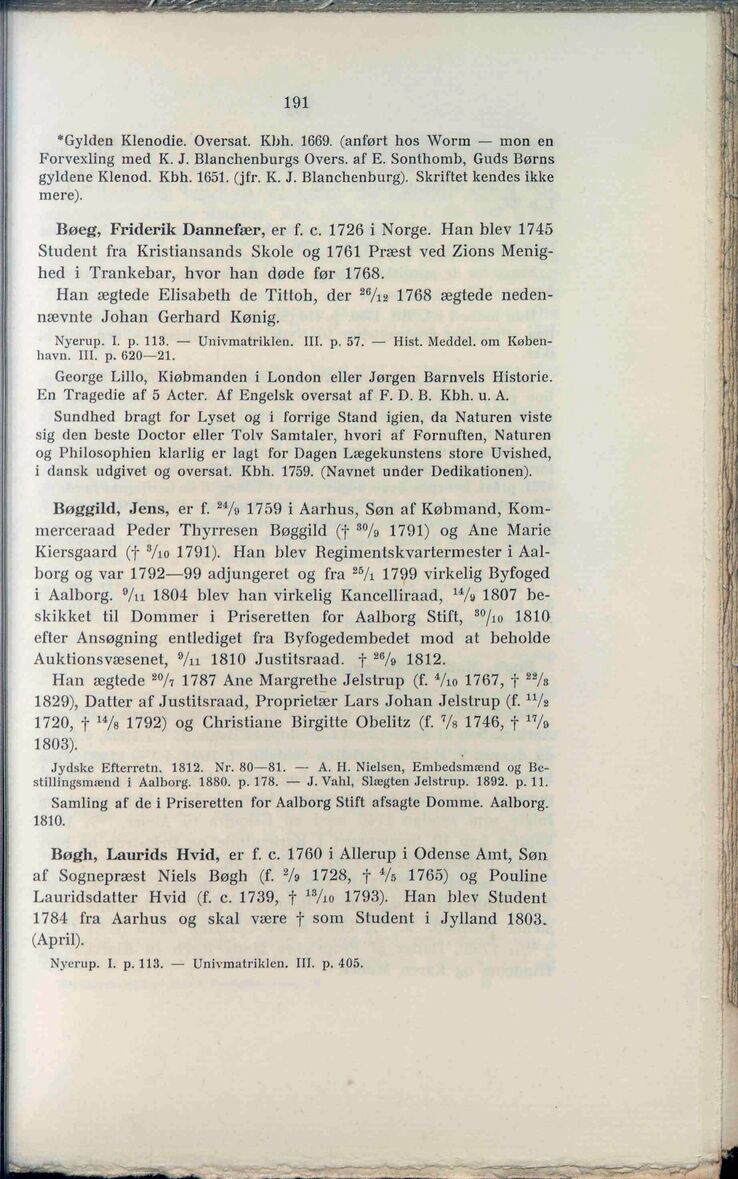 191
*Gylden Klenodie. Oversat. Kbh. 1669. (anført hos Worm — mon en
Forvexling med K. J. Blanchenburgs Overs. af E. Sonthomb, Guds Børns
gyldene Klenod. Kbh. 1651. (jfr. K. J. Blanchenburg). Skriftet kendes ikke
mere).
Bøeg, Friderik Dannefær, er f. c. 1726 i Norge. Han blev 1745
Student fra Kristiansands Skole og 1761 Præst ved Zions Menig-
hed i Trankebar, hvor han døde før 1768.
Han ægtede Elisabeth de Tittoh, der 26/12 1768 ægtede neden-
nævnte Johan Gerhard Kønig.
Nyerup. I. p. 113. — Univmatriklen. III. p. 57. — Hist. Meddel. om Køben-
havn. III. p. 620—21.
George Lillo, Kiøbmanden i London eller Jørgen Barnvels Historie.
En Tragedie af 5 Acter. Af Engelsk oversat af F. D. B. Kbh. u. A.
Sundhed bragt for Lyset og i forrige Stand igien, da Naturen viste
sig den beste Doctor eller Tolv Samtaler, hvori af Fornuften, Naturen
og Philosophien klarlig er lagt for Dagen Lægekunstens store Uvished,
i dansk udgivet og oversat. Kbh. 1759. (Navnet under Dedikationen).
Bøggild, Jens, er f. 24/9 1759 i Aarhus, Søn af Købmand, Kom-
merceraad Peder Thyrresen Bøggild († 30/9 1791) og Ane Marie
Kiersgaard († 3/10 1791). Han blev Regimentskvartermester i Aal-
borg og var 1792—99 adjungeret og fra 25/1 1799 virkelig Byfoged
i Aalborg. 9/11 1804 blev han virkelig Kancelliraad, 14/9 1807 be-
skikket til Dommer i Priseretten for Aalborg Stift, 30/10 1810
efter Ansøgning entlediget fra Byfogedembedet mod at beholde
Auktionsvæsenet, 9/11 1810 Justitsraad. † 26/9 1812.
Han ægtede 20/7 1787 Ane Margrethe Jelstrup (f. 4/10 1767, † 22/3
1829), Datter af Justitsraad, Proprietær Lars Johan Jelstrup (f. 11/2
1720, † 14/8 1792) og Christiane Birgitte Obelitz (f. 7/8 1746, † 17/9
1803).
Jydske Efterretn. 1812. Nr. 80—81. — A. H. Nielsen, Embedsmænd og Be-
stillingsmænd i Aalborg. 1880. p. 178. — J. Vahl, Slægten Jelstrup. 1892. p. 11.
Samling af de i Priseretten for Aalborg Stift afsagte Domme. Aalborg.
1810.
Bøgh, Laurids Hvid, er f. c. 1760 i Allerup i Odense Amt, Søn
af Sognepræst Niels Bøgh (f. 2/9 1728, † 4/5 1765) og Pouline
Lauridsdatter Hvid (f. c. 1739, † 13/10 1793). Han blev Student
1784 fra Aarhus og skal være † som Student i Jylland 1803.
(April).
Nyerup. I. p. 113. — Univmatriklen. III. p. 405.